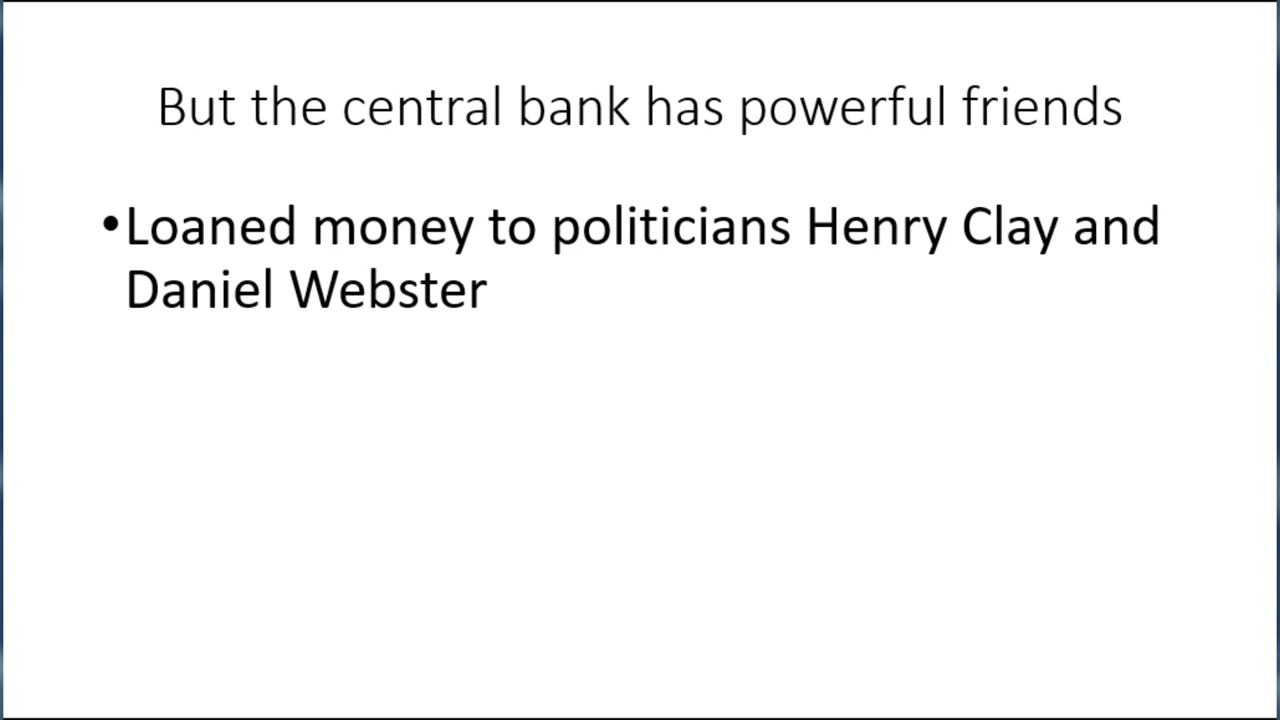 But the central bank has powerful friends
•Loaned money to politicians Henry Clay and
Daniel Webster